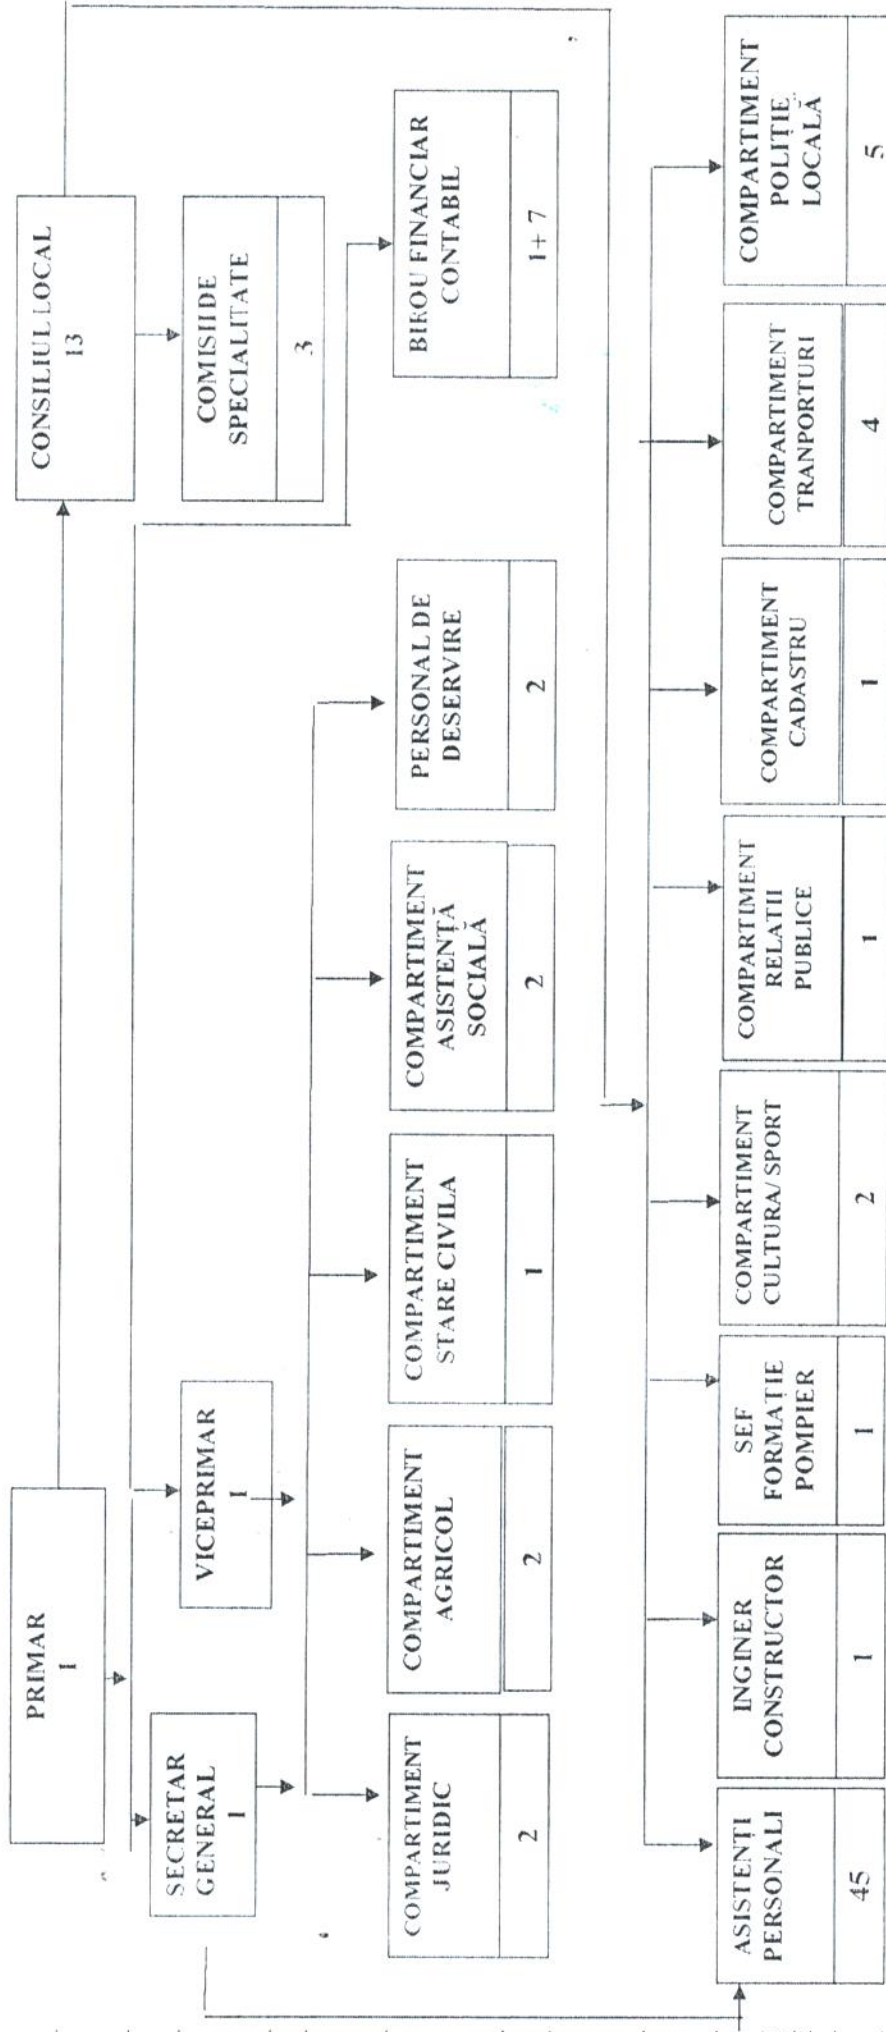 PRIMAR
1
CONSILIUL LOCAL
13
SECRETAR
GENERAL
1
VICEPRIMAR
1
COMISII DE
SPECIALITATE
3
COMPARTIMENT
JURIDIC
2
COMPARTIMENT
AGRICOL
2
COMPARTIMENT
STARE CIVILA
1
COMPARTIMENT
ASISTENȚĂ
SOCIALĂ
2
PERSONAL DE
DESERVIRE
2
BIROU FINANCIAR
CONTABIL
1+ 7
ASISTENȚI
PERSONALI
45
INGINER
CONSTRUCTOR
1
SEF
FORMAȚIE
POMPIER
1
COMPARTIMENT
CULTURA/ SPORT
2
COMPARTIMENT
RELATII
PUBLICE
1
COMPARTIMENT
CADASTRU
1
COMPARTIMENT
TRANPORTURI
4
COMPARTIMENT
POLIȚIE
LOCALĂ
5